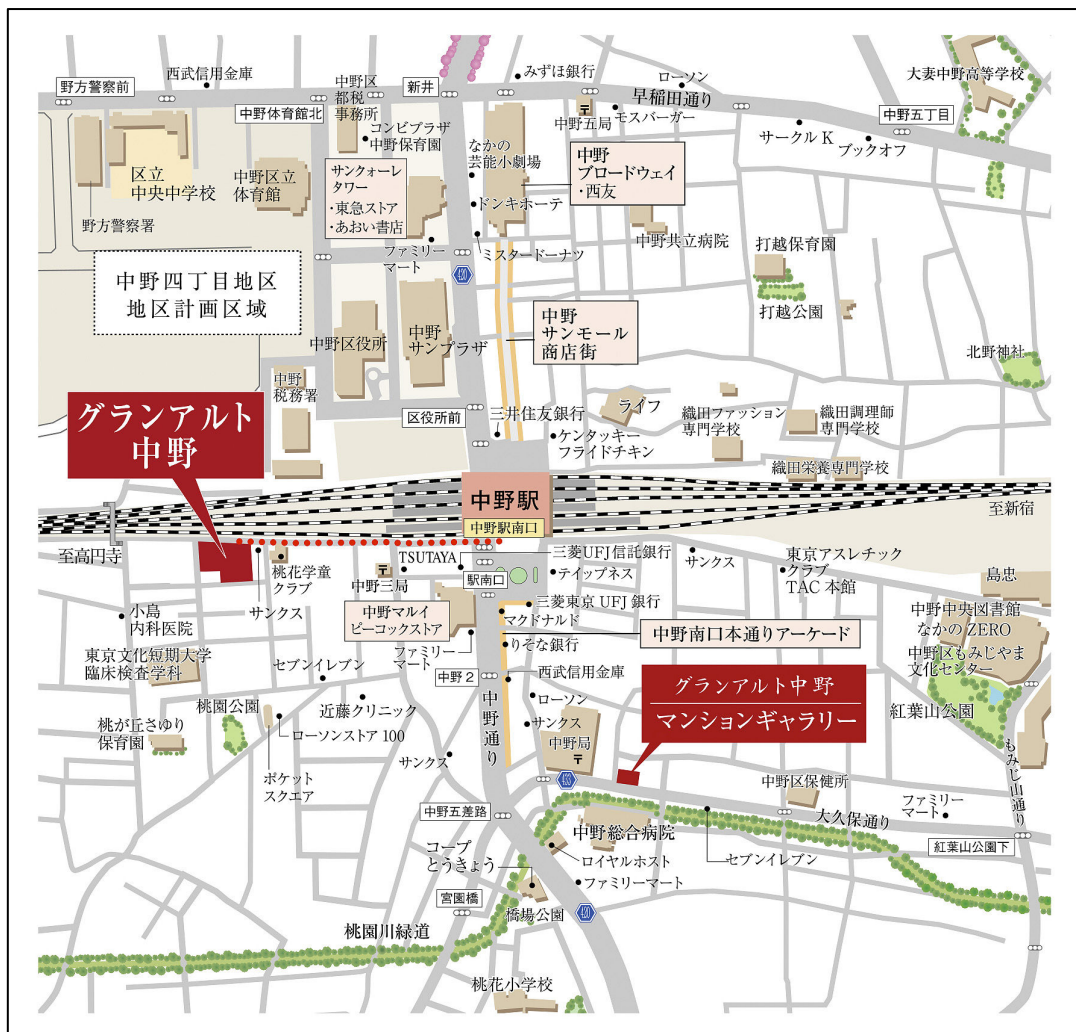 みずほ銀行
西武信用金庫
野方警察前
中野区
都税
事務所
新井
ローソン
早稲田通り
大妻中野高等学校
中野体育館北
中野五局
モスバーガー
中野五丁目
コンビプラザ
中野保育園
サークルK
ブックオフ
なかの
芸能小劇場
区立
中央中学校
中野区立
体育館
サンクォーレ
タワー
・東急ストア
・あおい書店
中野
ブロードウェイ
・西友
ドンキホーテ
野方警察署
ファミリー
マート
ミスタードーナツ
中野共立病院
打越保育園
420
中野四丁目地区
地区計画区域
打越公園
中野区役所
中野
サンプラザ
中野
サンモール
商店街
北野神社
中野
税務署
区役所前
三井住友銀行
ライフ
織田ファッション
専門学校
織田調理師
専門学校
ケンタッキー
フライドチキン
グランアルト
中野
織田栄養専門学校
中野駅
中野駅南口
至新宿
至高円寺
桃花学童
クラブ
TSUTAYA
三菱UFJ信託銀行
サンクス
東京アスレチック
クラブ
TAC 本館
中野三局
駅南口
テイップネス
島忠
サンクス
小島
内科医院
中野マルイ
ピーコックストア
三菱東京UFJ銀行
マクドナルド
中野中央図書館
なかのZERO
中野区もみじやま
文化センター
中野南口本通りアーケード
りそな銀行
東京文化短期大学
臨床検査学科
セブンイレブン
ファミリー
マート
中野2
西武信用金庫
グランアルト中野
マンションギャラリー
紅葉山公園
桃園公園
近藤クリニック
中野通り
ローソン
桃が丘さゆり
保育園
ローソンストア100
サンクス
中野局
もみじ山通り
サンクス
ポケット
スクエア
433
中野区保健所
中野五差路
大久保通り
ファミリー
マート
中野総合病院
紅葉山公園下
コープ
とうきょう
ロイヤルホスト
セブンイレブン
ファミリーマート
宮園橋
橋場公園
420
桃園川緑道
桃花小学校